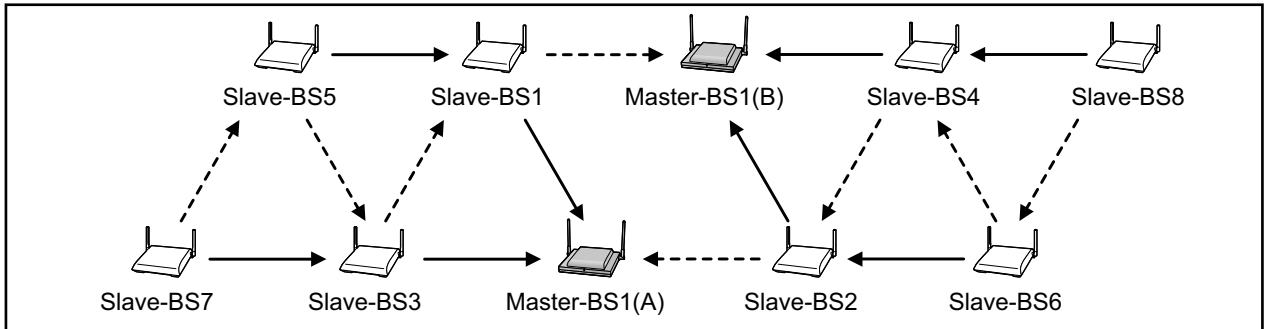 Slave-BS5 Slave-BS1 Master-BS1(B) Slave-BS4 Slave-BS8
Slave-BS7 Slave-BS3 Master-BS1(A) Slave-BS2 Slave-BS6